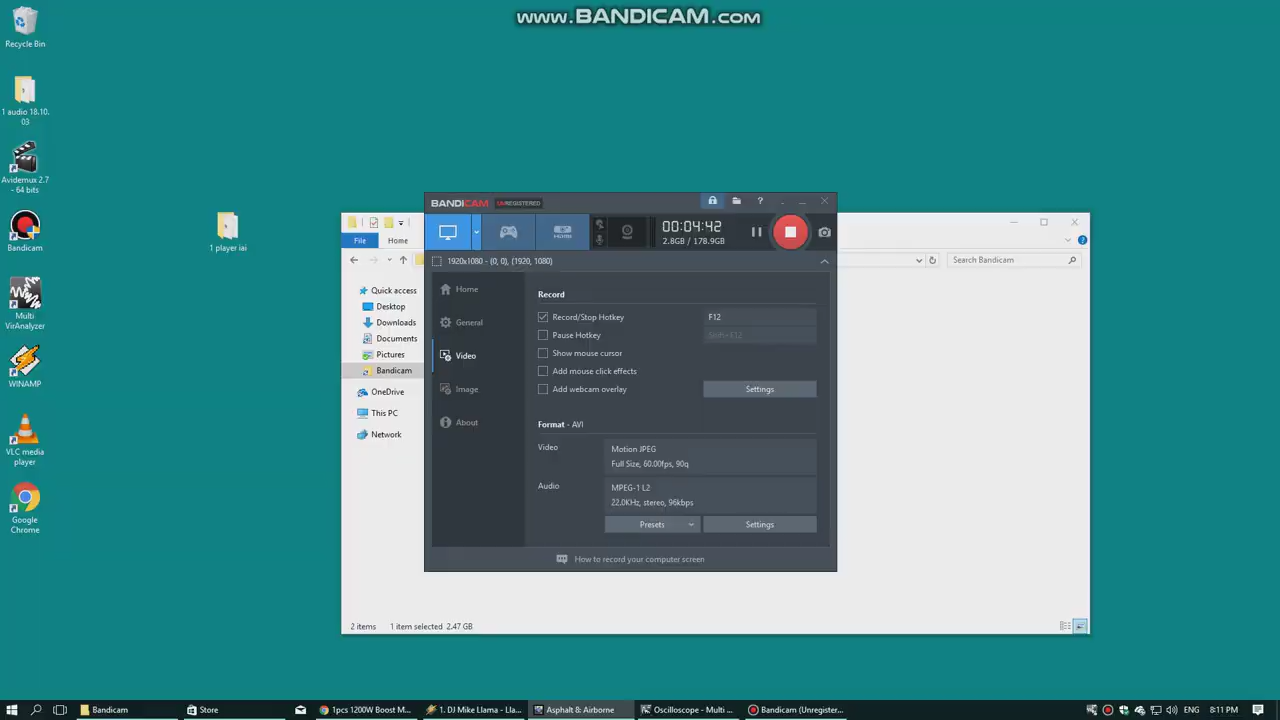 www.BANDICAM.com
Recycle Bin
1 audio 18.10.
03
Avidemux 2.7
- 64 bits
Bandicam
Multi
VirAnalyzer
WINAMP
VLC media
player
Google
Chrome
1 player iai
File
Home
Search Bandicam
Quick access
Desktop
Downloads
Documents
Pictures
Bandicam
OneDrive
This PC
Network
2 items
1 item selected 2.47 GB
BANDICAM UNREGISTERED
?
HDMI
00:04:42
2.8GB / 178.9GB
1920x1080 - (0, 0), (1920, 1080)
Home
General
Video
Image
About
Record
Record/Stop Hotkey
F12
Pause Hotkey
Shift+F12
Show mouse cursor
Add mouse click effects
Add webcam overlay
Settings
Format - AVI
Video
Motion JPEG
Full Size, 60.00fps, 90q
Audio
MPEG-1 L2
22.0KHz, stereo, 96kbps
Presets
Settings
How to record your computer screen
Bandicam
Store
1pcs 1200W Boost M...
1. DJ Mike Llama - Lla...
Asphalt & Airborne
Oscilloscope - Multi ...
Bandicam (Unregister...
ENG
8:11 PM